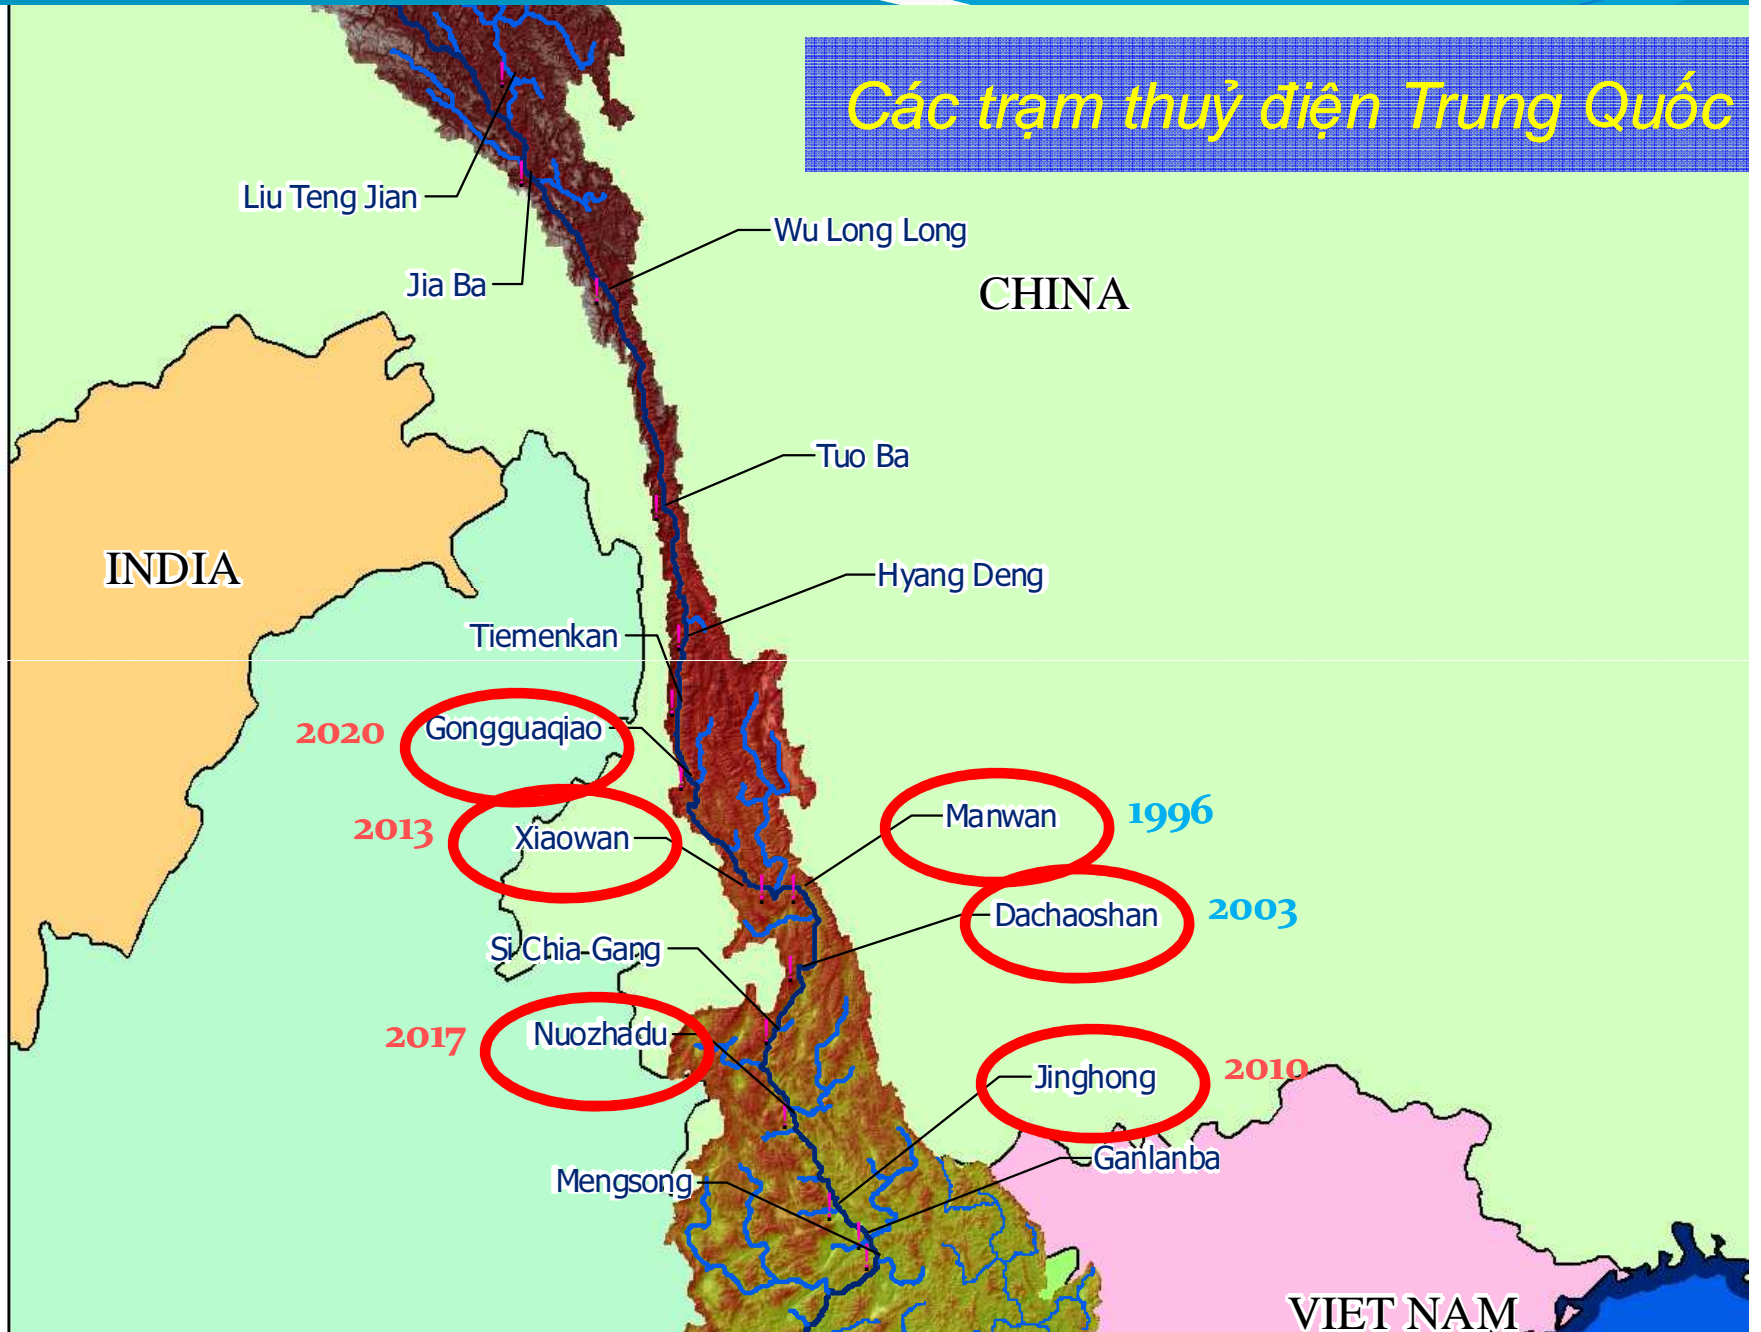 Các trạm thuỷ điện Trung Quốc
Liu Teng Jian
Wu Long Long
Jia Ba
CHINA
Tuo Ba
INDIA
Hyang Deng
Tiemenkan
2020
Gongguaqiao
2013
Xiaowan
Manwan
1996
Dachaoshan
2003
Si Chia-Gang
2017
Nuozhadu
Jinghong
2010
Ganlanba
Mengsong
VIET NAM